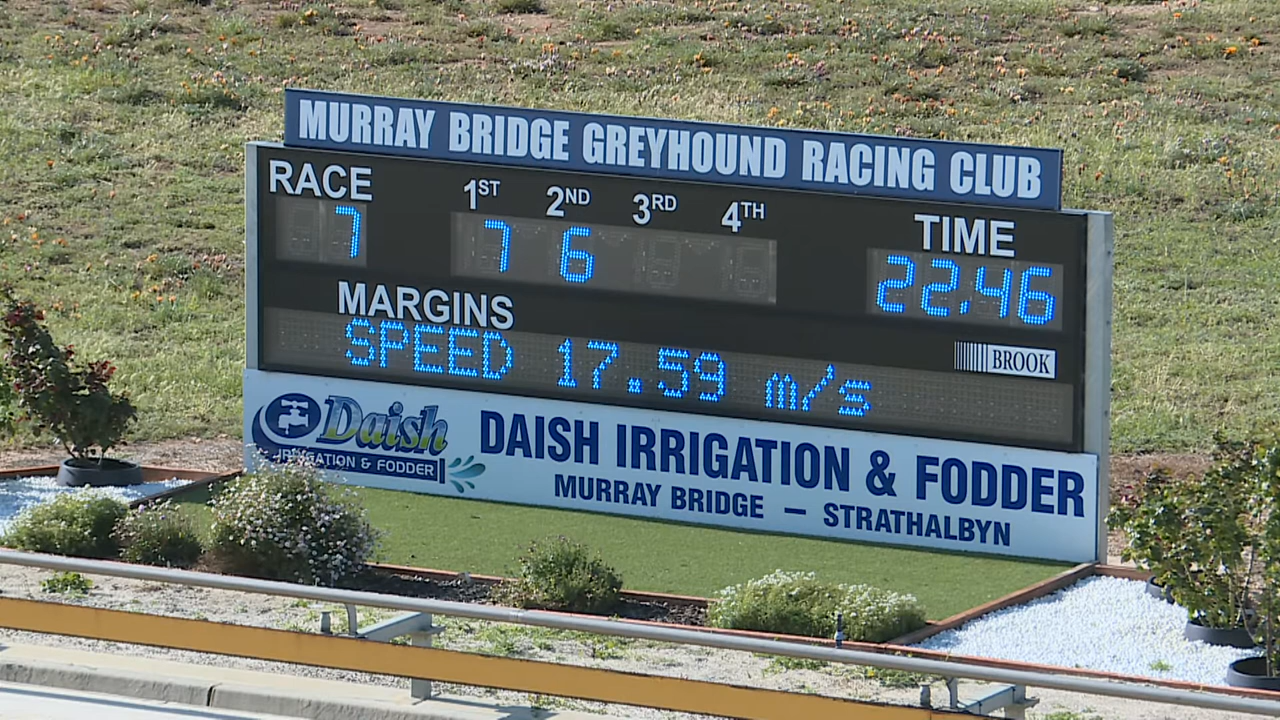 MURRAY BRIDGE GREYHOUND RACING CLUB
RACE 1ST 2ND 3RD 4TH TIME
7 7 6 22.46
MARGINS
SPEED 17.59 m/s
BROOK
Daish
IRRIGATION & FODDER
DAISH IRRIGATION & FODDER
MURRAY BRIDGE — STRATHALBYN